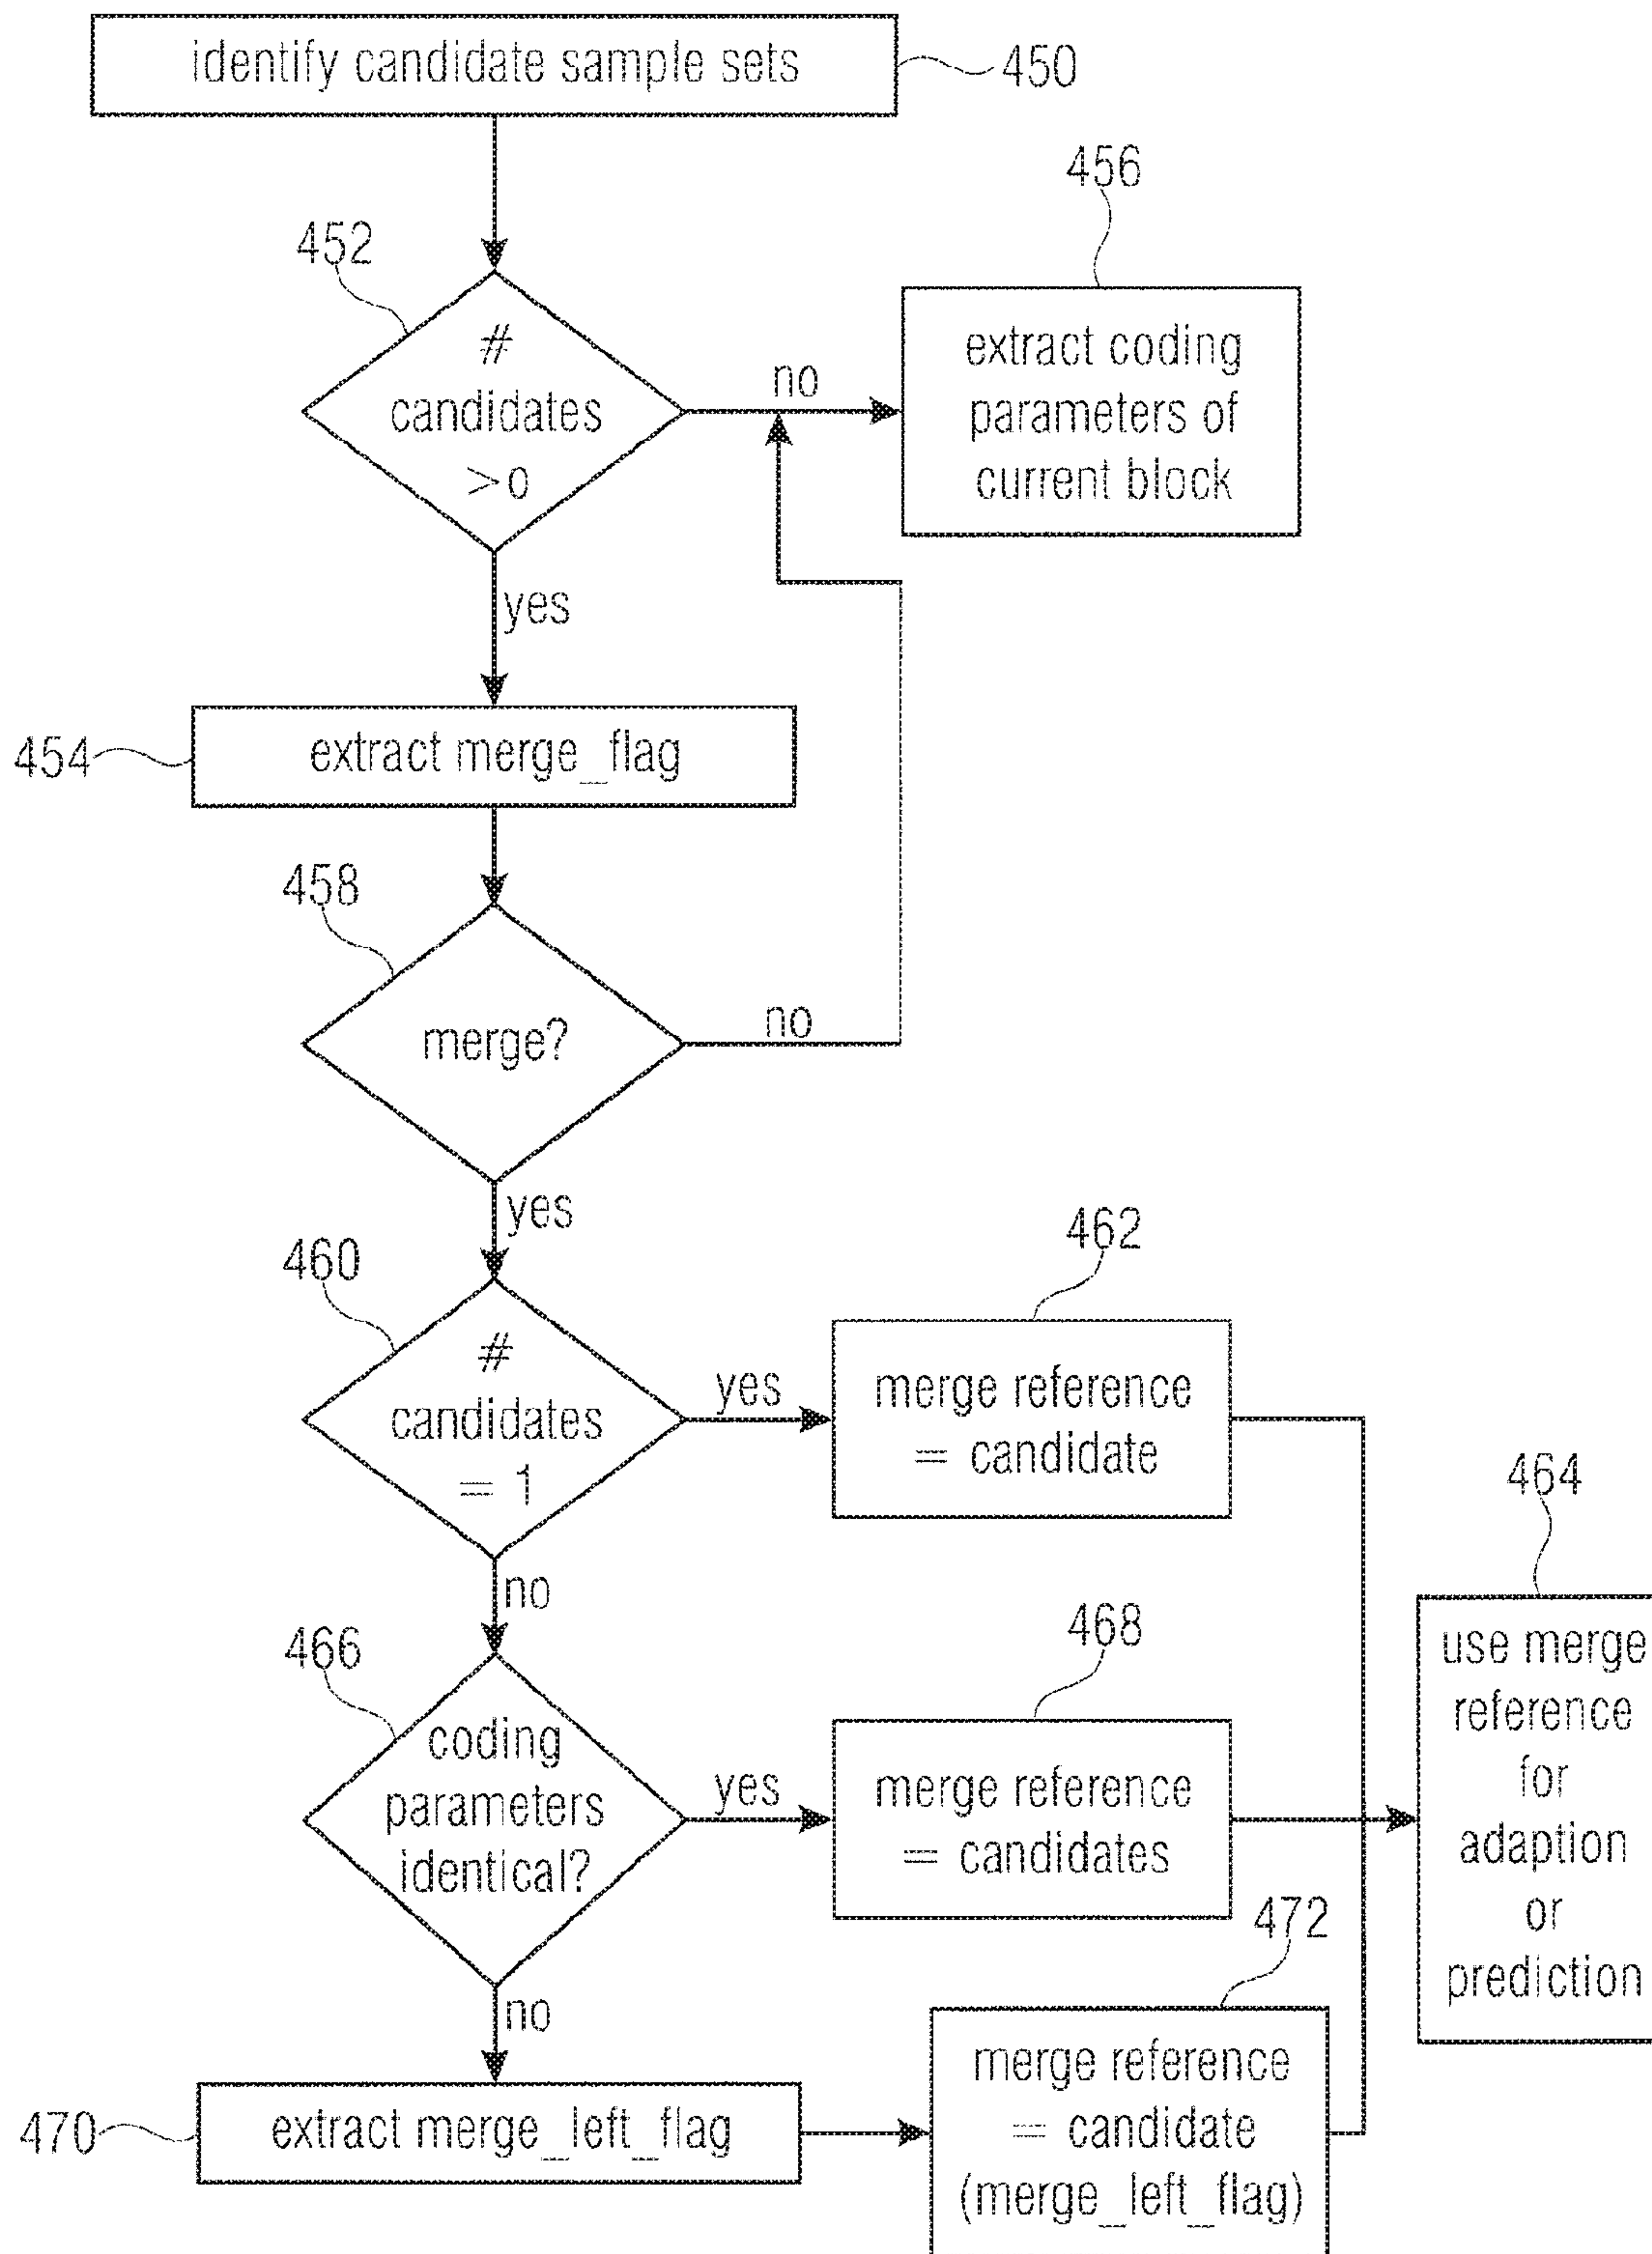 identify candidate sample sets
450
456
452
#
candidates
>o
no
extract coding
parameters of
current block
yes
454
extract merge_flag
458
merge?
no
yes
460
462
#
candidates
= 1
yes
merge reference
= candidate
464
no
466
468
coding
parameters
identical?
yes
merge reference
= candidates
use merge
reference
for
adaption
or
prediction
472
no
470
extract merge_left_flag
merge reference
= candidate
(merge_left_flag)